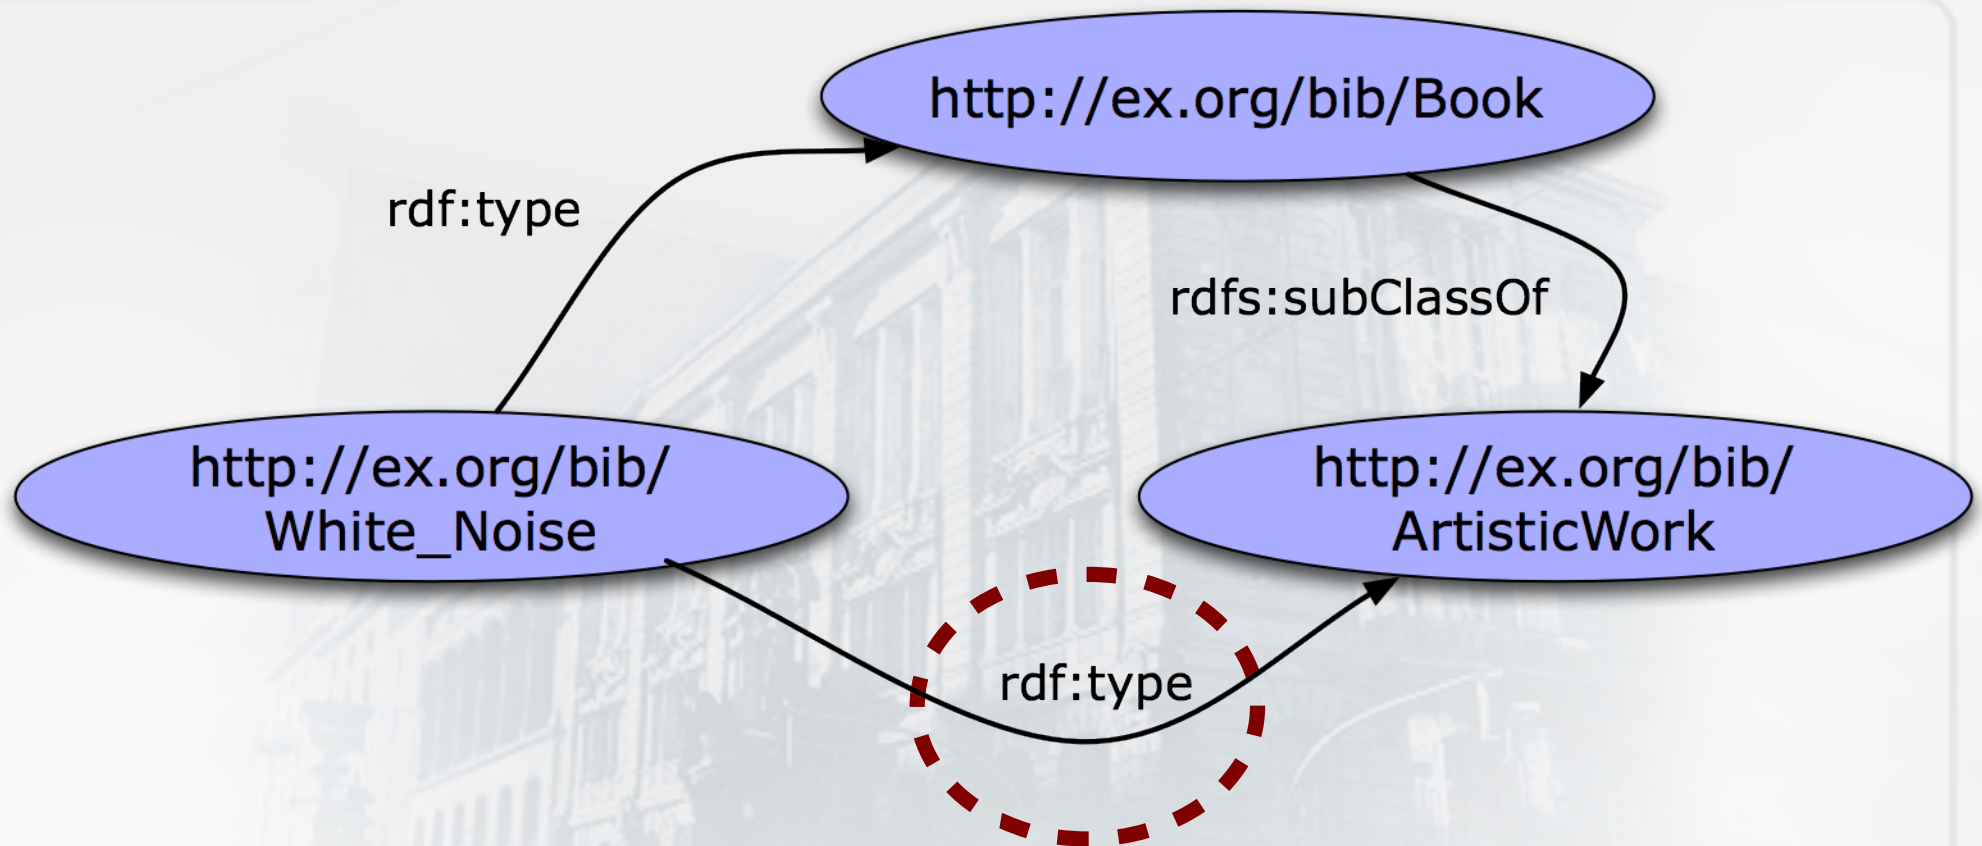 http://ex.org/bib/Book
rdf:type
rdfs:subClassOf
http://ex.org/bib/
White_Noise
http://ex.org/bib/
ArtisticWork
rdf:type